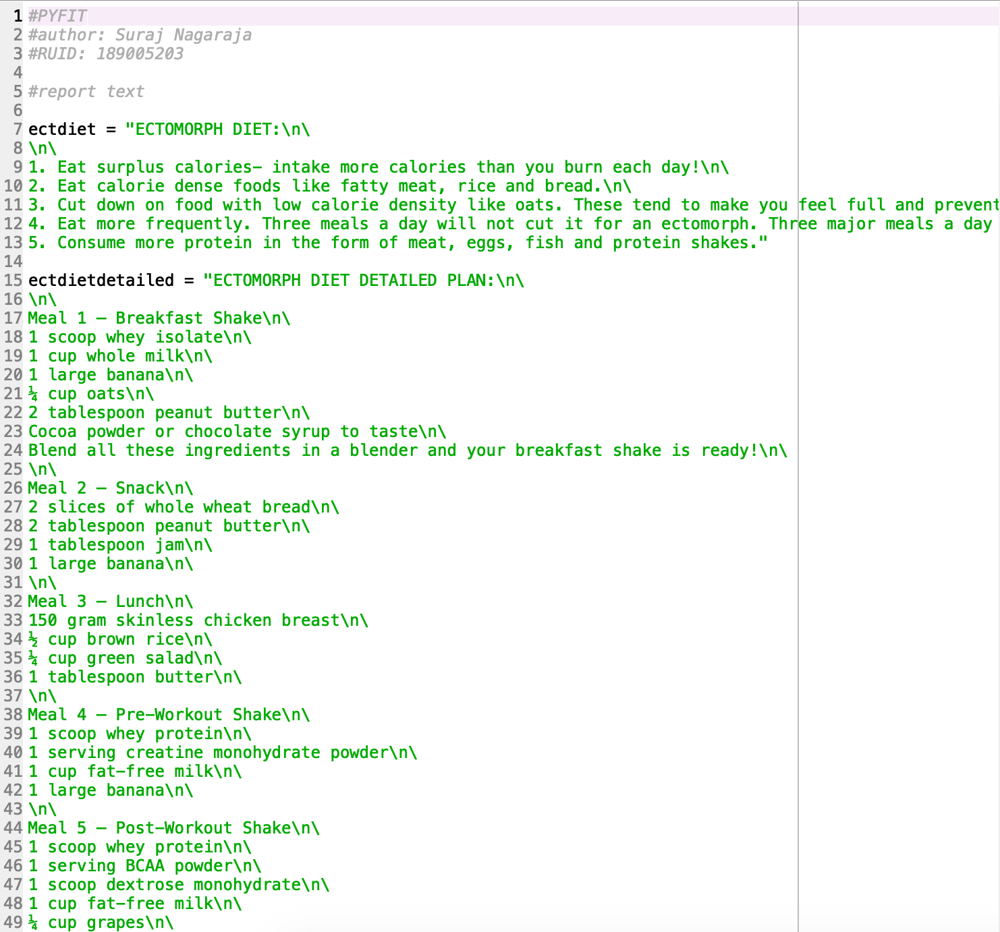 1 #PYFIT
2 #author: Suraj Nagaraja
3 #RUID: 189005203
4
5 #report text
6
7 ectdiet = "ECTOMORPH DIET:\n\
8 \n\
9 1. Eat surplus calories– intake more calories than you burn each day!\n\
10 2. Eat calorie dense foods like fatty meat, rice and bread.\n\
11 3. Cut down on food with low calorie density like oats. These tend to make you feel full and prevent
12 4. Eat more frequently. Three meals a day will not cut it for an ectomorph. Three major meals a day
13 5. Consume more protein in the form of meat, eggs, fish and protein shakes."
14
15 ectdietdetailed = "ECTOMORPH DIET DETAILED PLAN:\n\
16 \n\
17 Meal 1 – Breakfast Shake\n\
18 1 scoop whey isolate\n\
19 1 cup whole milk\n\
20 1 large banana\n\
21 ¼ cup oats\n\
22 2 tablespoon peanut butter\n\
23 Cocoa powder or chocolate syrup to taste\n\
24 Blend all these ingredients in a blender and your breakfast shake is ready!\n\
25 \n\
26 Meal 2 – Snack\n\
27 2 slices of whole wheat bread\n\
28 2 tablespoon peanut butter\n\
29 1 tablespoon jam\n\
30 1 large banana\n\
31 \n\
32 Meal 3 – Lunch\n\
33 150 gram skinless chicken breast\n\
34 ½ cup brown rice\n\
35 ¼ cup green salad\n\
36 1 tablespoon butter\n\
37 \n\
38 Meal 4 – Pre-Workout Shake\n\
39 1 scoop whey protein\n\
40 1 serving creatine monohydrate powder\n\
41 1 cup fat-free milk\n\
42 1 large banana\n\
43 \n\
44 Meal 5 – Post-Workout Shake\n\
45 1 scoop whey protein\n\
46 1 serving BCAA powder\n\
47 1 scoop dextrose monohydrate\n\
48 1 cup fat-free milk\n\
49 ¼ cup grapes\n\